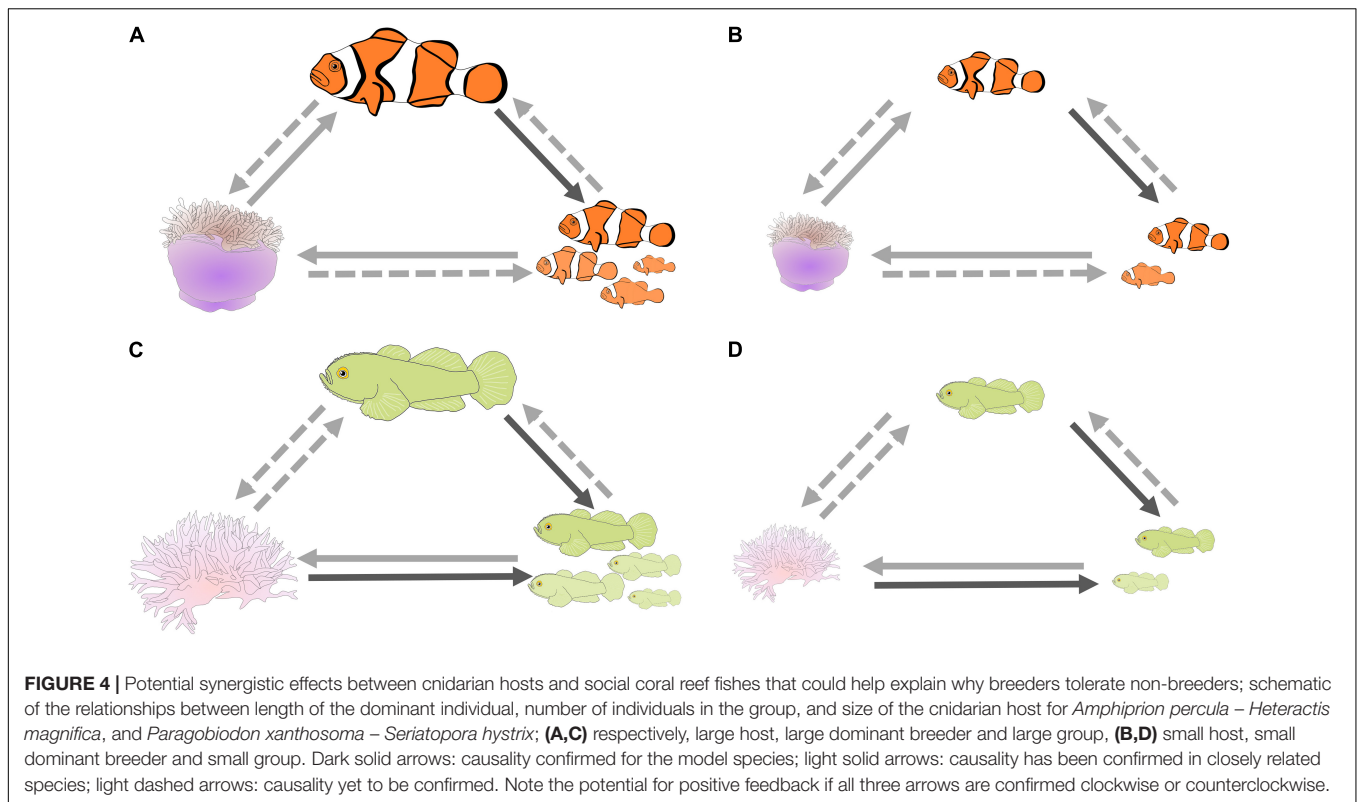 A
B
C
D
FIGURE 4 | Potential synergistic effects between cnidarian hosts and social coral reef fishes that could help explain why breeders tolerate non-breeders; schematic
of the relationships between length of the dominant individual, number of individuals in the group, and size of the cnidarian host for Amphiprion percula – Heteractis
magnifica, and Paragobiodon xanthosoma – Seriatopora hystrix; (A,C) respectively, large host, large dominant breeder and large group, (B,D) small host, small
dominant breeder and small group. Dark solid arrows: causality confirmed for the model species; light solid arrows: causality has been confirmed in closely related
species; light dashed arrows: causality yet to be confirmed. Note the potential for positive feedback if all three arrows are confirmed clockwise or counterclockwise.